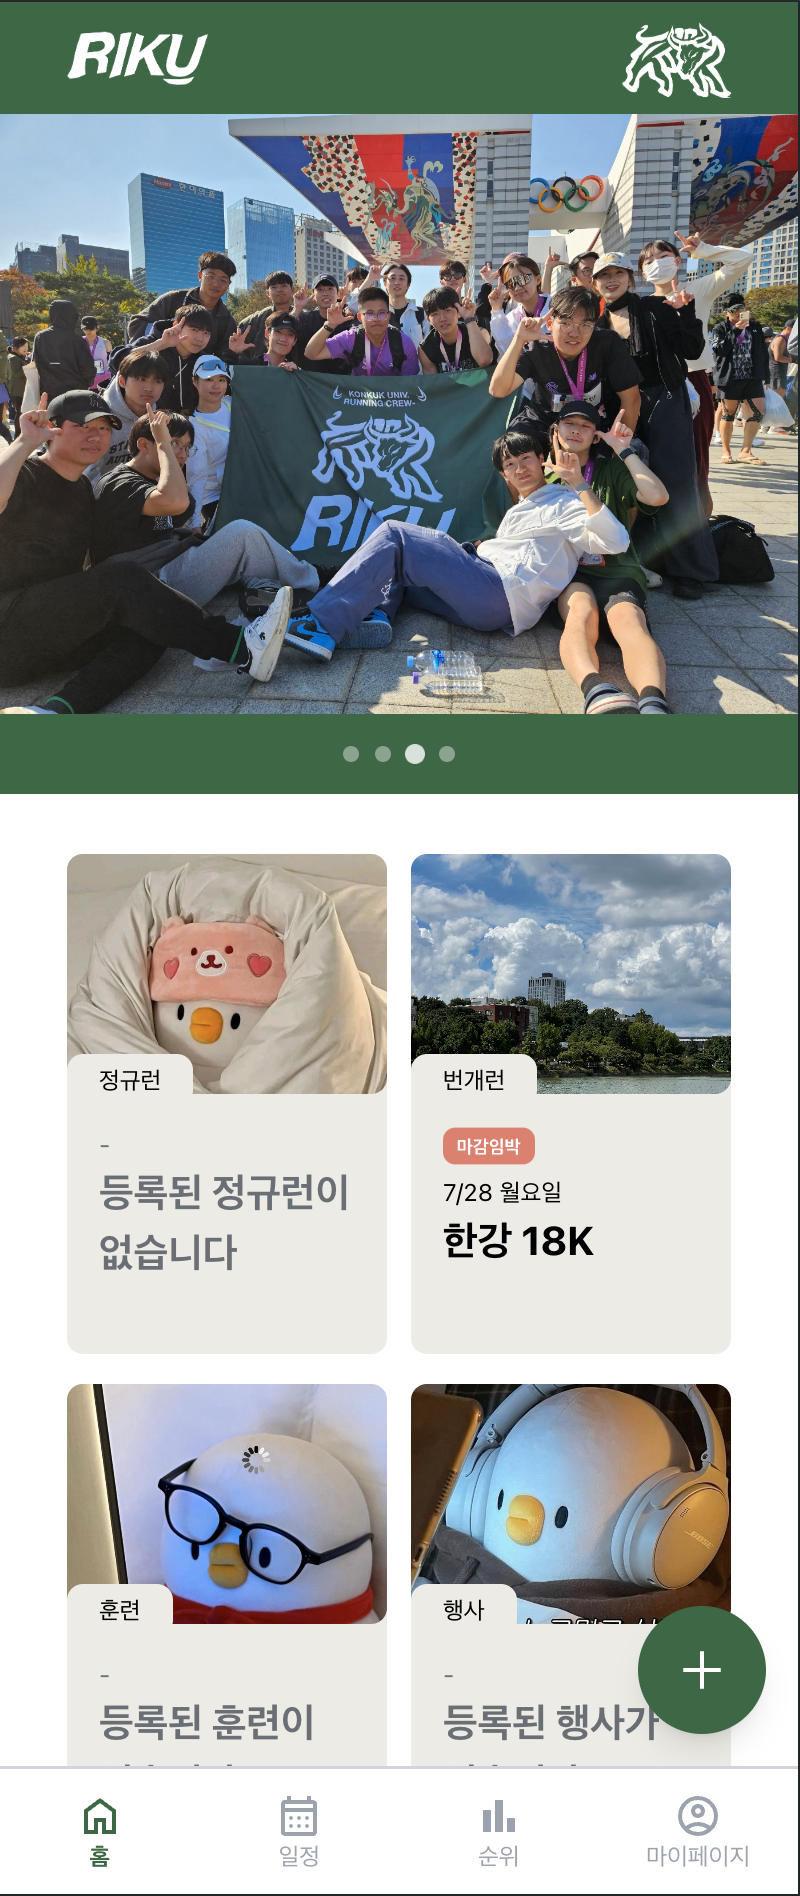 RIKU
KONKUK UNIV.
RUNNING CREW-
RIKU
정규런
-
등록된 정규런이
없습니다
번개런
마감임박
7/28 월요일
한강 18K
훈련
-
등록된 훈련이
BOSE
행사
-
등록된 행사가
홈
일정
순위
마이페이지